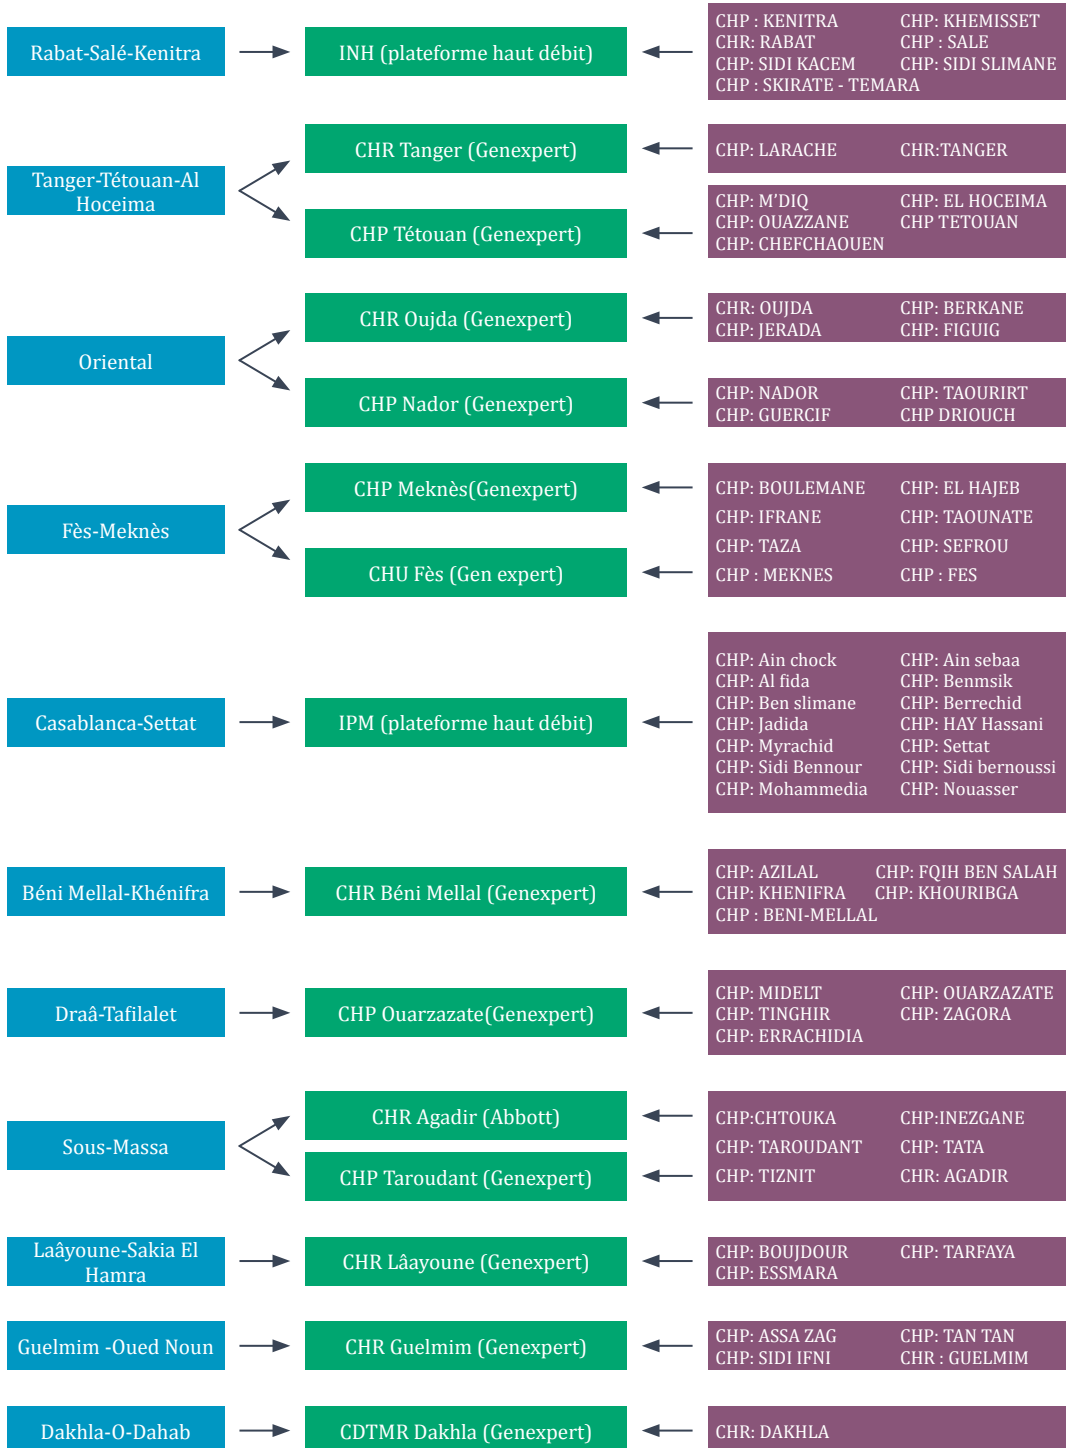 Rabat-Salé-Kenitra
INH (plateforme haut débit)
CHP : KENITRA CHP: KHEMISSET
CHR: RABAT CHP : SALE
CHP: SIDI KACEM CHP: SIDI SLIMANE
CHP : SKIRATE - TEMARA
Tanger-Tétouan-Al
Hoceima
CHR Tanger (Genexpert)
CHP: LARACHE CHR:TANGER
CHP Tétouan (Genexpert)
CHP: M'DIQ CHP: EL HOCEIMA
CHP: OUAZZANE CHP TETOUAN
CHP: CHEFCHAOUEN
Oriental
CHR Oujda (Genexpert)
CHR: OUJDA CHP: BERKANE
CHP: JERADA CHP: FIGUIG
CHP Nador (Genexpert)
CHP: NADOR CHP: TAOURIRT
CHP: GUERCIF CHP DRIOUCH
Fès-Meknès
CHP Meknès(Genexpert)
CHU Fès (Gen expert)
CHP: BOULEMANE CHP: EL HAJEB
CHP: IFRANE CHP: TAOUNATE
CHP: TAZA CHP: SEFROU
CHP : MEKNES CHP : FES
Casablanca-Settat
IPM (plateforme haut débit)
CHP: Ain chock CHP: Ain sebaa
CHP: Al fida CHP: Benmsik
CHP: Ben slimane CHP: Berrechid
CHP: Jadida CHP: HAY Hassani
CHP: Myrachid CHP: Settat
CHP: Sidi Bennour CHP: Sidi bernoussi
CHP: Mohammedia CHP: Nouasser
Béni Mellal-Khénifra
CHR Béni Mellal (Genexpert)
CHP: AZILAL CHP: FQIH BEN SALAH
CHP: KHENIFRA CHP: KHOURIBGA
CHP : BENI-MELLAL
Draâ-Tafilalet
CHP Ouarzazate(Genexpert)
CHP: MIDELT CHP: OUARZAZATE
CHP: TINGHIR CHP: ZAGORA
CHP: ERRACHIDIA
Sous-Massa
CHR Agadir (Abbott)
CHP Taroudant (Genexpert)
CHP:CHTOUKA CHP:INEZGANE
CHP: TAROUDANT CHP: TATA
CHP: TIZNIT CHR: AGADIR
Laâyoune-Sakia El
Hamra
CHR Lâayoune (Genexpert)
CHP: BOUJDOUR CHP: TARFAYA
CHP: ESSMARA
Guelmim -Oued Noun
CHR Guelmim (Genexpert)
CHP: ASSA ZAG CHP: TAN TAN
CHP: SIDI IFNI CHR : GUELMIM
Dakhla-O-Dahab
CDTMR Dakhla (Genexpert)
CHR: DAKHLA